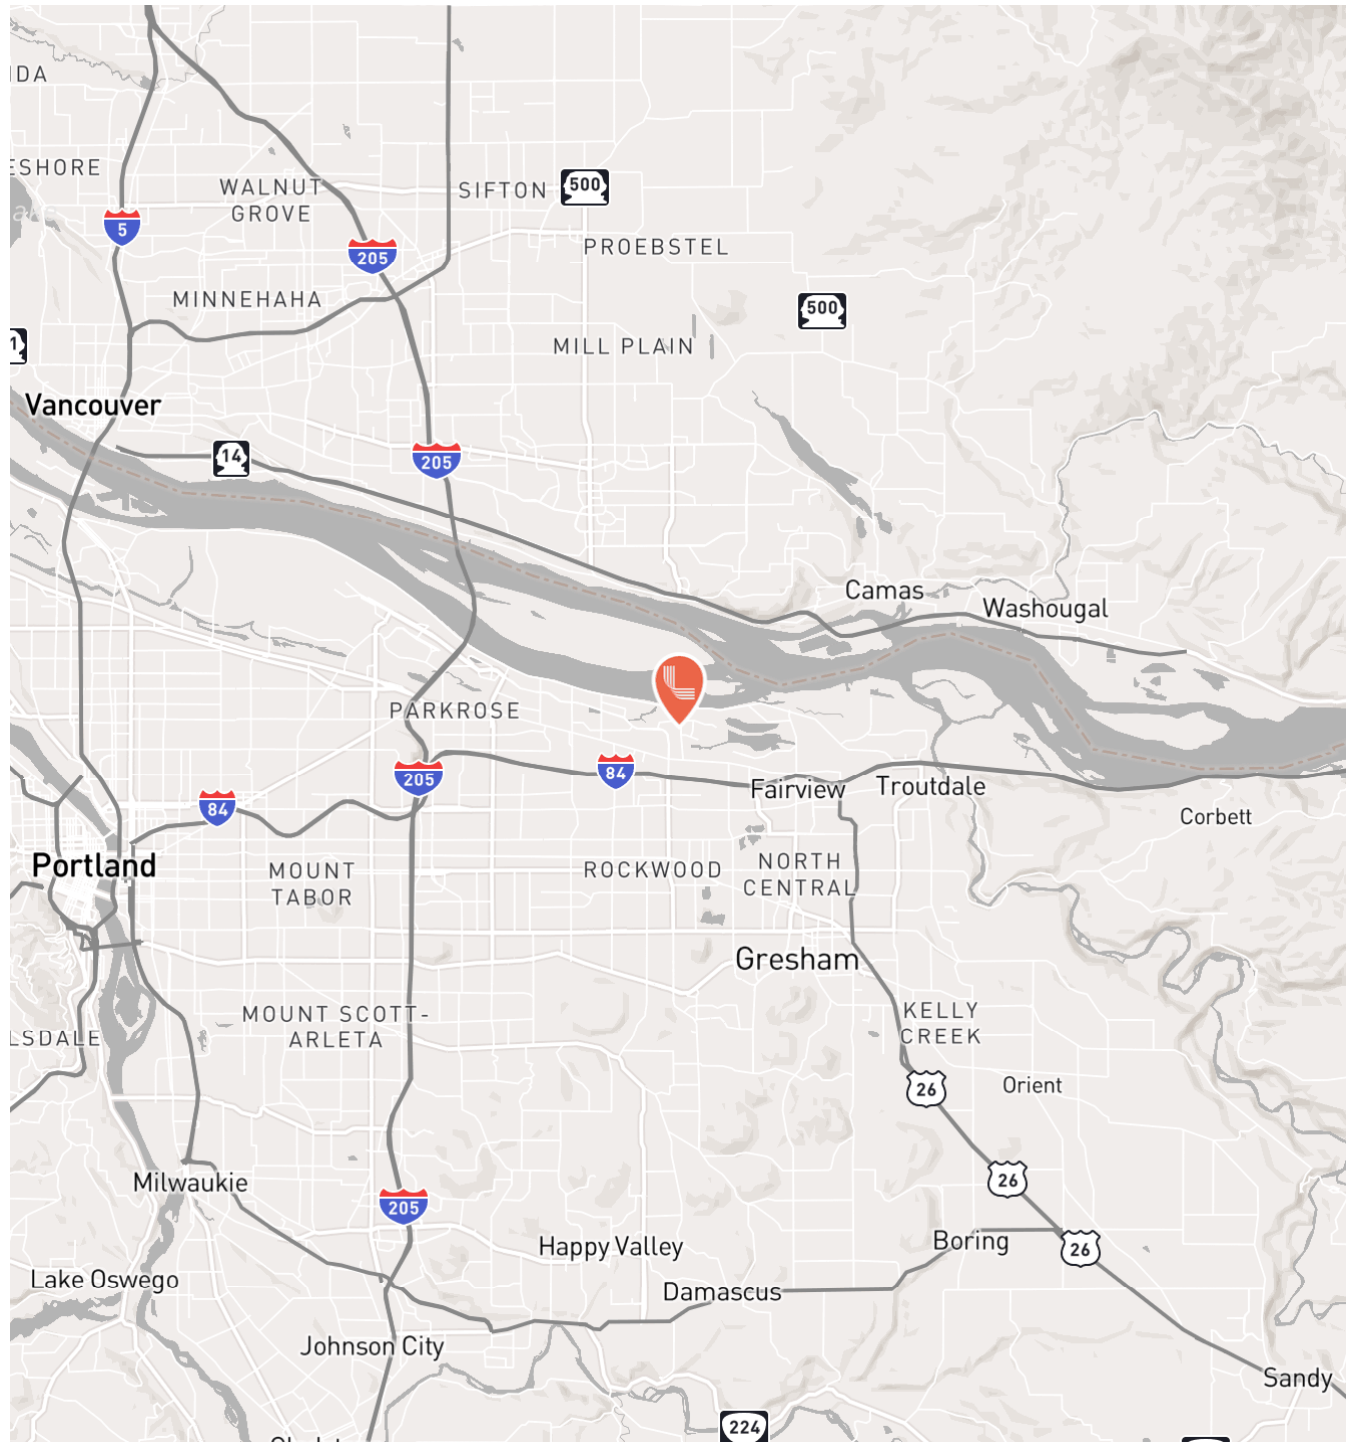 IDA
ESHORE
WALNUT
GROVE
SIFTON
500
5
205
PROEBSTEL
MINNEHAHA
500
1
MILL PLAIN
Vancouver
14
205
Camas
Washougal
PARKROSE
205
84
Fairview
Troutdale
84
Corbett
Portland
MOUNT
TABOR
ROCKWOOD
NORTH
CENTRAL
Gresham
MOUNT SCOTT-
ARLETA
KELLY
CREEK
LSDALE
26
Orient
Milwaukie
26
205
Happy Valley
Boring
26
Lake Oswego
Damascus
Johnson City
Sandy
224